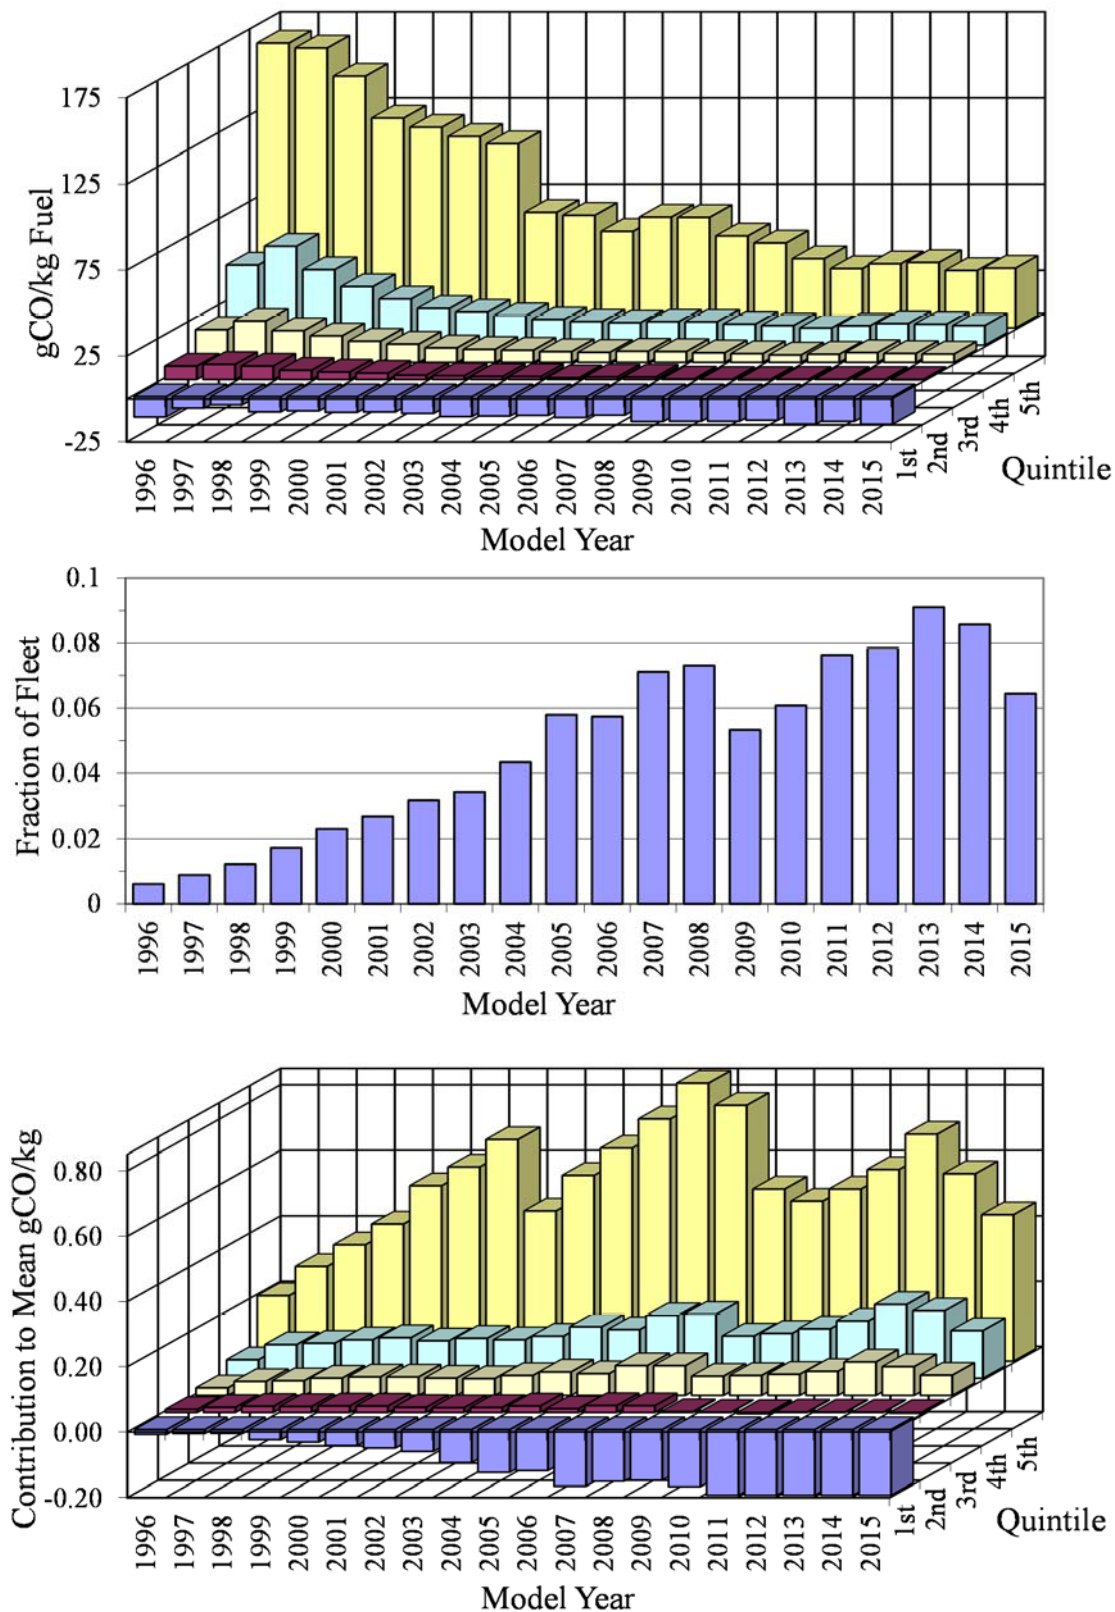 175
125
75
25
-25
gCO/kg Fuel
1996 1997 1998 1999 2000 2001 2002 2003 2004 2005 2006 2007 2008 2009 2010 2011 2012 2013 2014 2015
1st 2nd 3rd 4th 5th
Quintile
Model Year
0.1
0.08
0.06
0.04
0.02
0
Fraction of Fleet
1996 1997 1998 1999 2000 2001 2002 2003 2004 2005 2006 2007 2008 2009 2010 2011 2012 2013 2014 2015
Model Year
0.80
0.60
0.40
0.20
0.00
-0.20
Contribution to Mean gCO/kg
1996 1997 1998 1999 2000 2001 2002 2003 2004 2005 2006 2007 2008 2009 2010 2011 2012 2013 2014 2015
1st 2nd 3rd 4th 5th
Quintile
Model Year